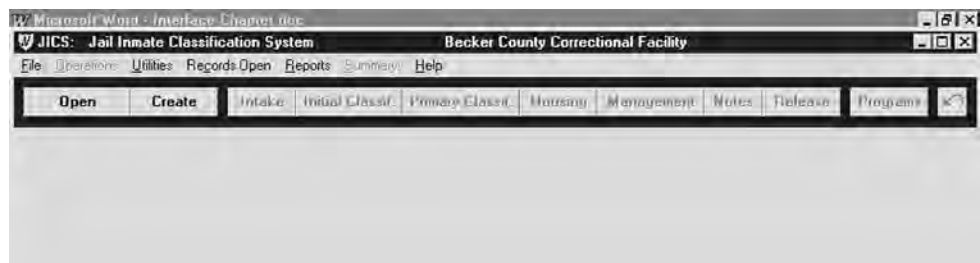 Microsoft Word - Interface Chapter.doc
JICS: Jail Inmate Classification System Becker County Correctional Facility
File Operations Utilities Records Open Reports Summary Help
Open Create Intake Initial Classif. Primary Classif. Housing Management Notes Release Programs